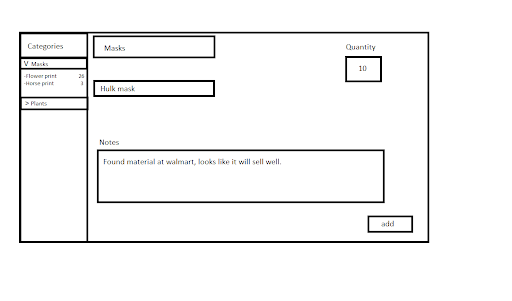 Categories
V Masks
-Flower print 26
-Horse print 3
> Plants
Masks
Quantity
10
Hulk mask
Notes
Found material at walmart, looks like it will sell well.
add